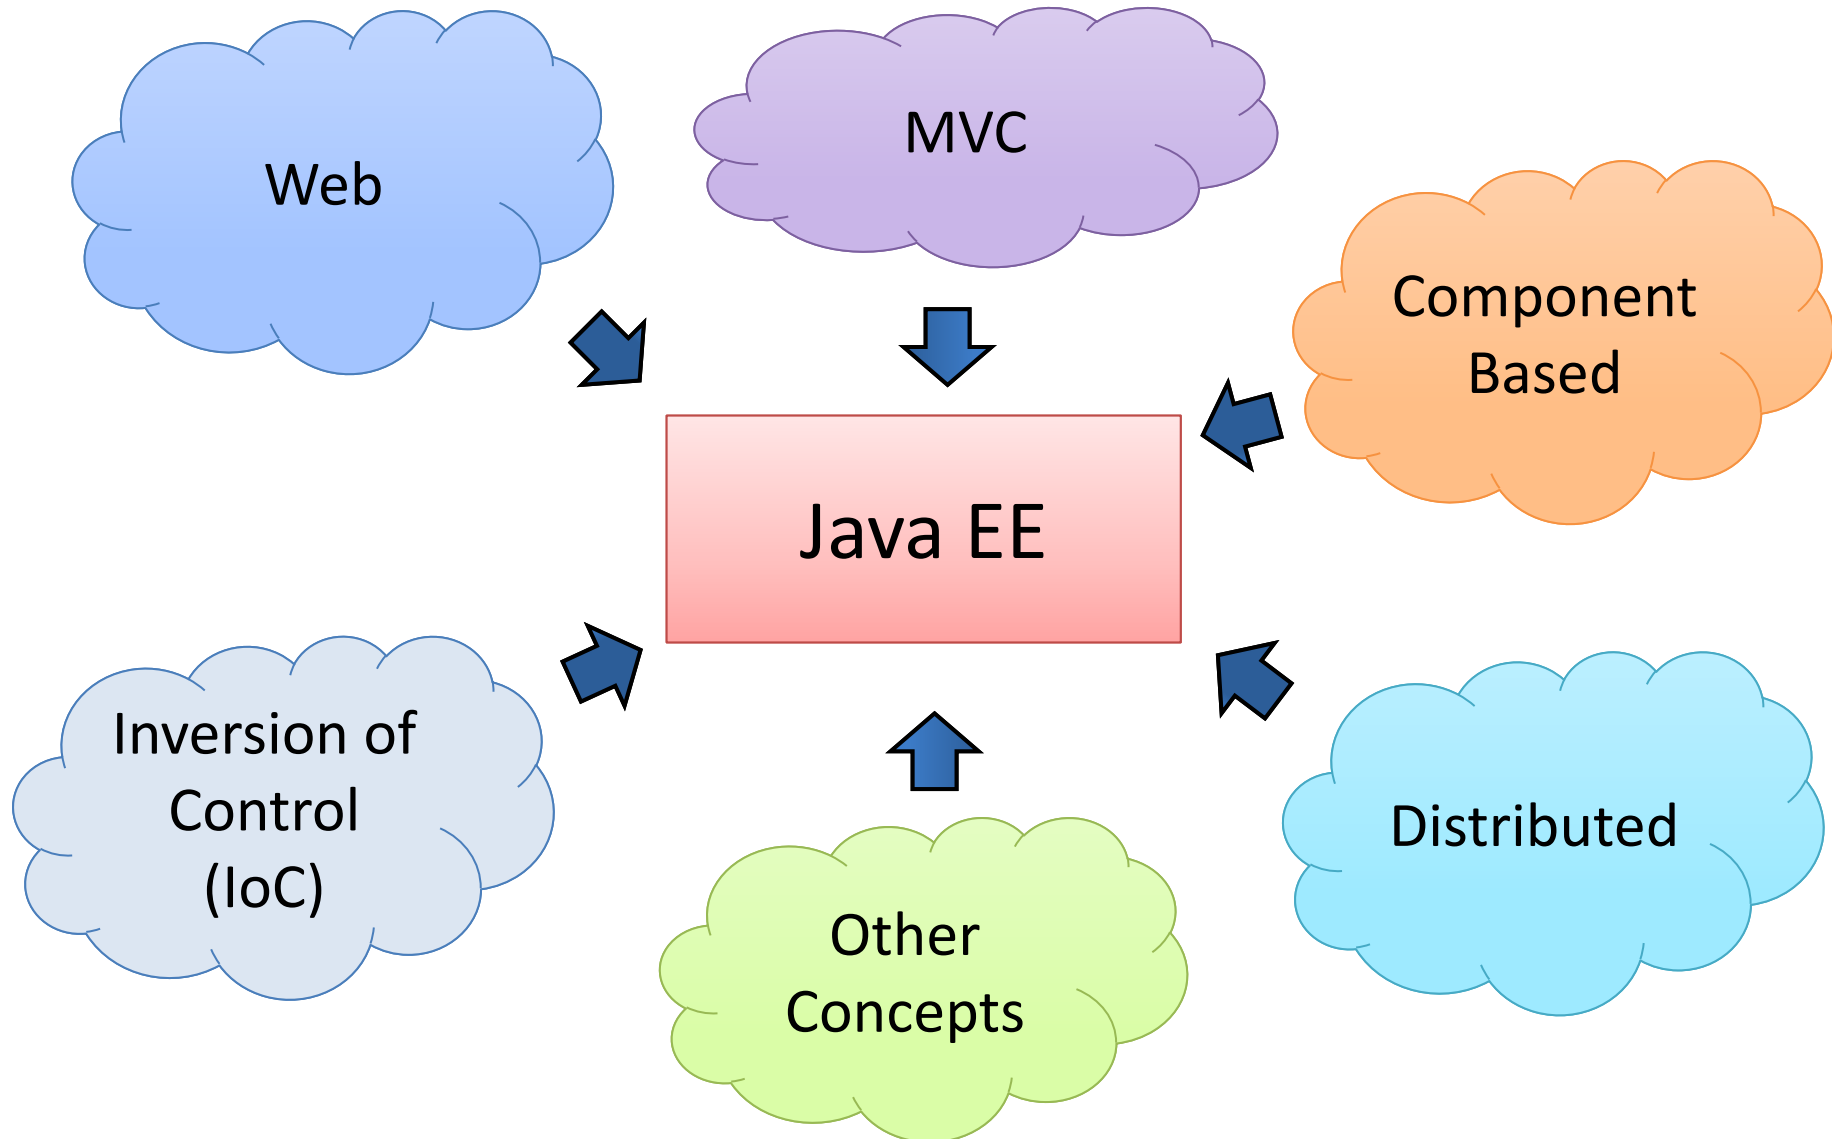 Web
MVC
Component
Based
Java EE
Inversion of
Control
(IoC)
Other
Concepts
Distributed